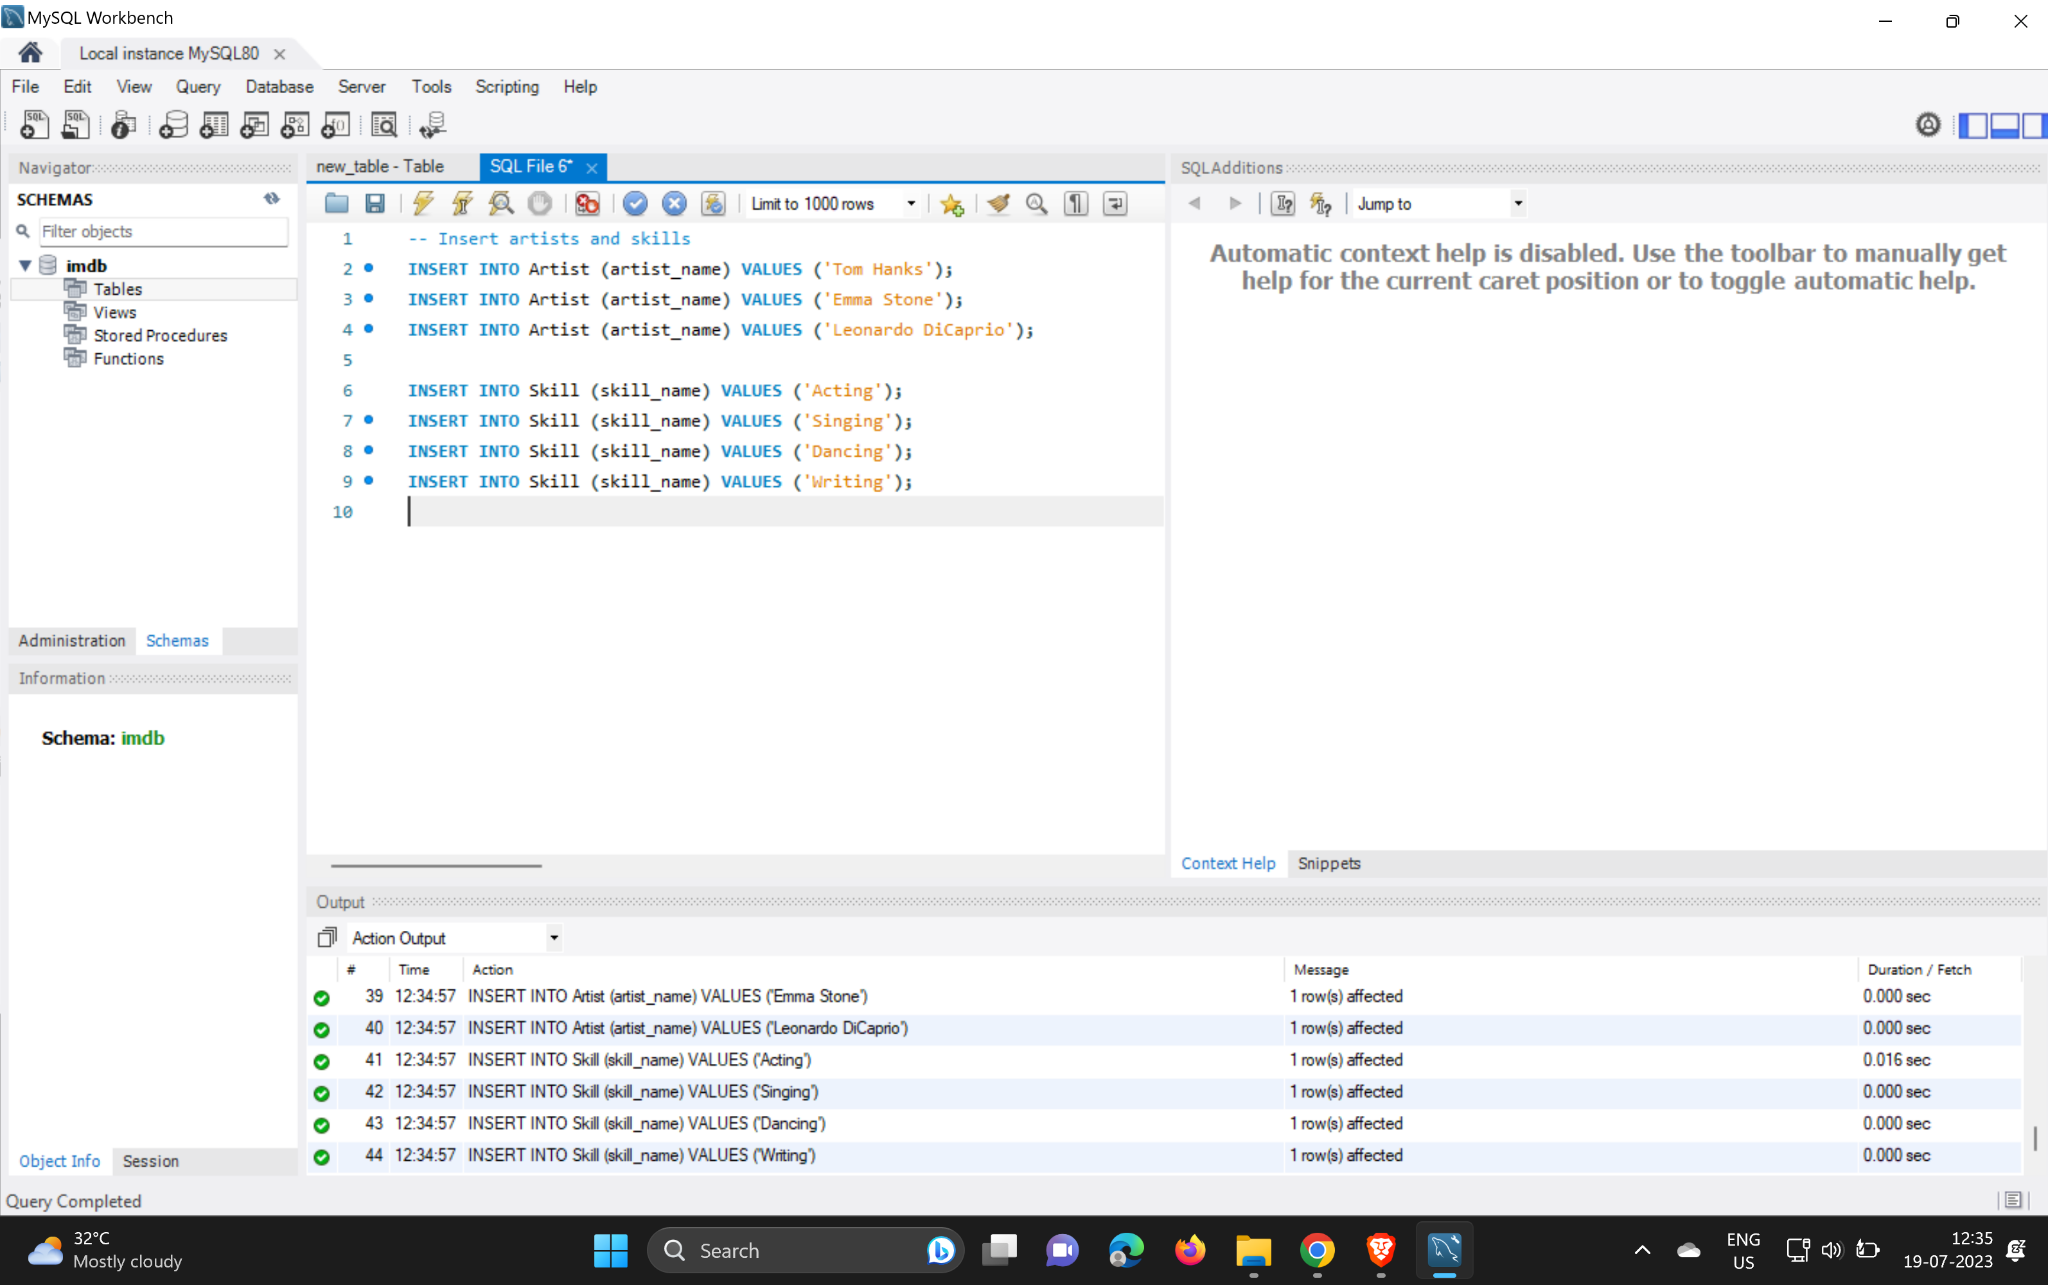 MySQL Workbench
Local instance MySQL80
File Edit View Query Database Server Tools Scripting Help
Navigator
SCHEMAS
Filter objects
imdb
Tables
Views
Stored Procedures
Functions
Administration Schemas
Information
Schema: imdb
Object Info Session
new_table - Table SQL File 6*
Limit to 1000 rows
1 -- Insert artists and skills
2 INSERT INTO Artist (artist_name) VALUES ('Tom Hanks');
3 INSERT INTO Artist (artist_name) VALUES ('Emma Stone');
4 INSERT INTO Artist (artist_name) VALUES ('Leonardo DiCaprio');
5
6 INSERT INTO Skill (skill_name) VALUES ('Acting');
7 INSERT INTO Skill (skill_name) VALUES ('Singing');
8 INSERT INTO Skill (skill_name) VALUES ('Dancing');
9 INSERT INTO Skill (skill_name) VALUES ('Writing');
10
SQLAdditions
Jump to
Automatic context help is disabled. Use the toolbar to manually get
help for the current caret position or to toggle automatic help.
Context Help Snippets
Output
Action Output
# Time Action Message Duration / Fetch
39 12:34:57 INSERT INTO Artist (artist_name) VALUES ('Emma Stone') 1 row(s) affected 0.000 sec
40 12:34:57 INSERT INTO Artist (artist_name) VALUES ('Leonardo DiCaprio') 1 row(s) affected 0.000 sec
41 12:34:57 INSERT INTO Skill (skill_name) VALUES ('Acting') 1 row(s) affected 0.016 sec
42 12:34:57 INSERT INTO Skill (skill_name) VALUES ('Singing') 1 row(s) affected 0.000 sec
43 12:34:57 INSERT INTO Skill (skill_name) VALUES ('Dancing') 1 row(s) affected 0.000 sec
44 12:34:57 INSERT INTO Skill (skill_name) VALUES ('Writing') 1 row(s) affected 0.000 sec
Query Completed
32°C
Mostly cloudy
Search
ENG
US
12:35
19-07-2023